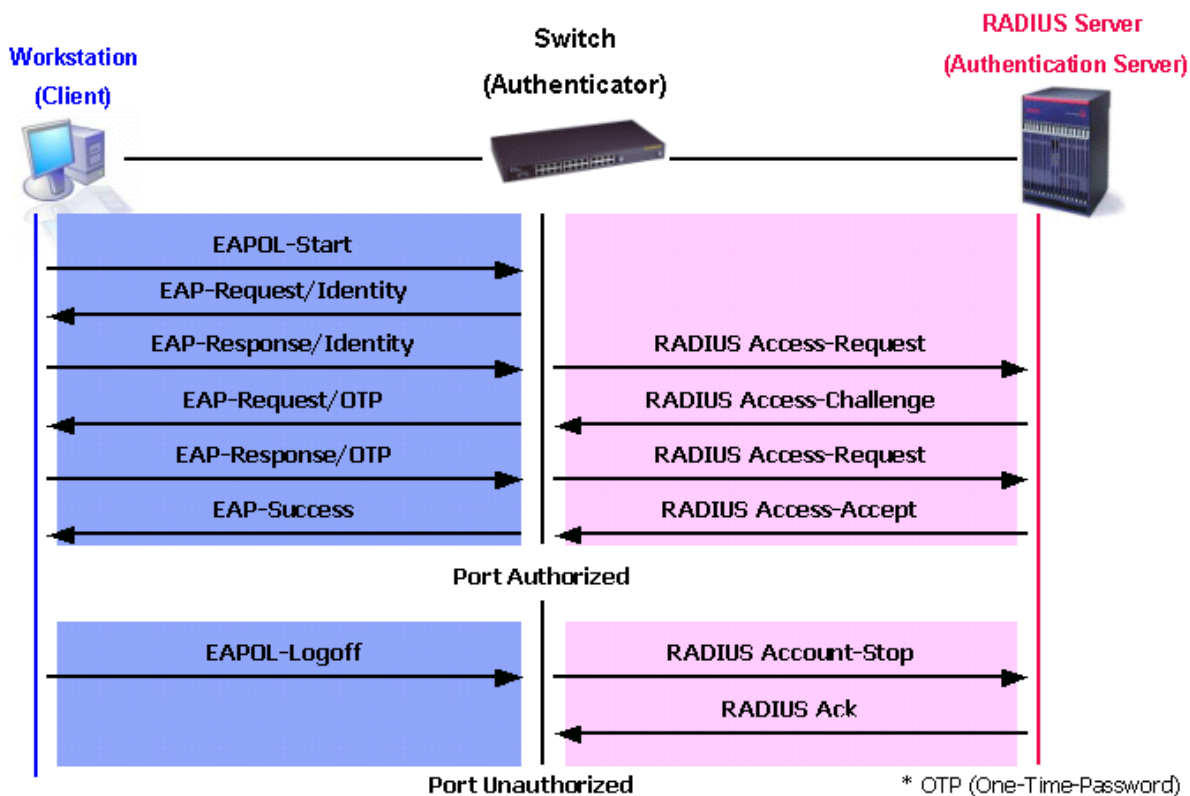 RADIUS Server
(Authentication Server)
Switch
(Authenticator)
Workstation
(Client)
EAPOL-Start
EAP-Request/Identity
EAP-Response/Identity
RADIUS Access-Request
EAP-Request/OTP
RADIUS Access-Challenge
EAP-Response/OTP
RADIUS Access-Request
EAP-Success
RADIUS Access-Accept
Port Authorized
EAPOL-Logoff
RADIUS Account-Stop
RADIUS Ack
Port Unauthorized
* OTP (One-Time-Password)